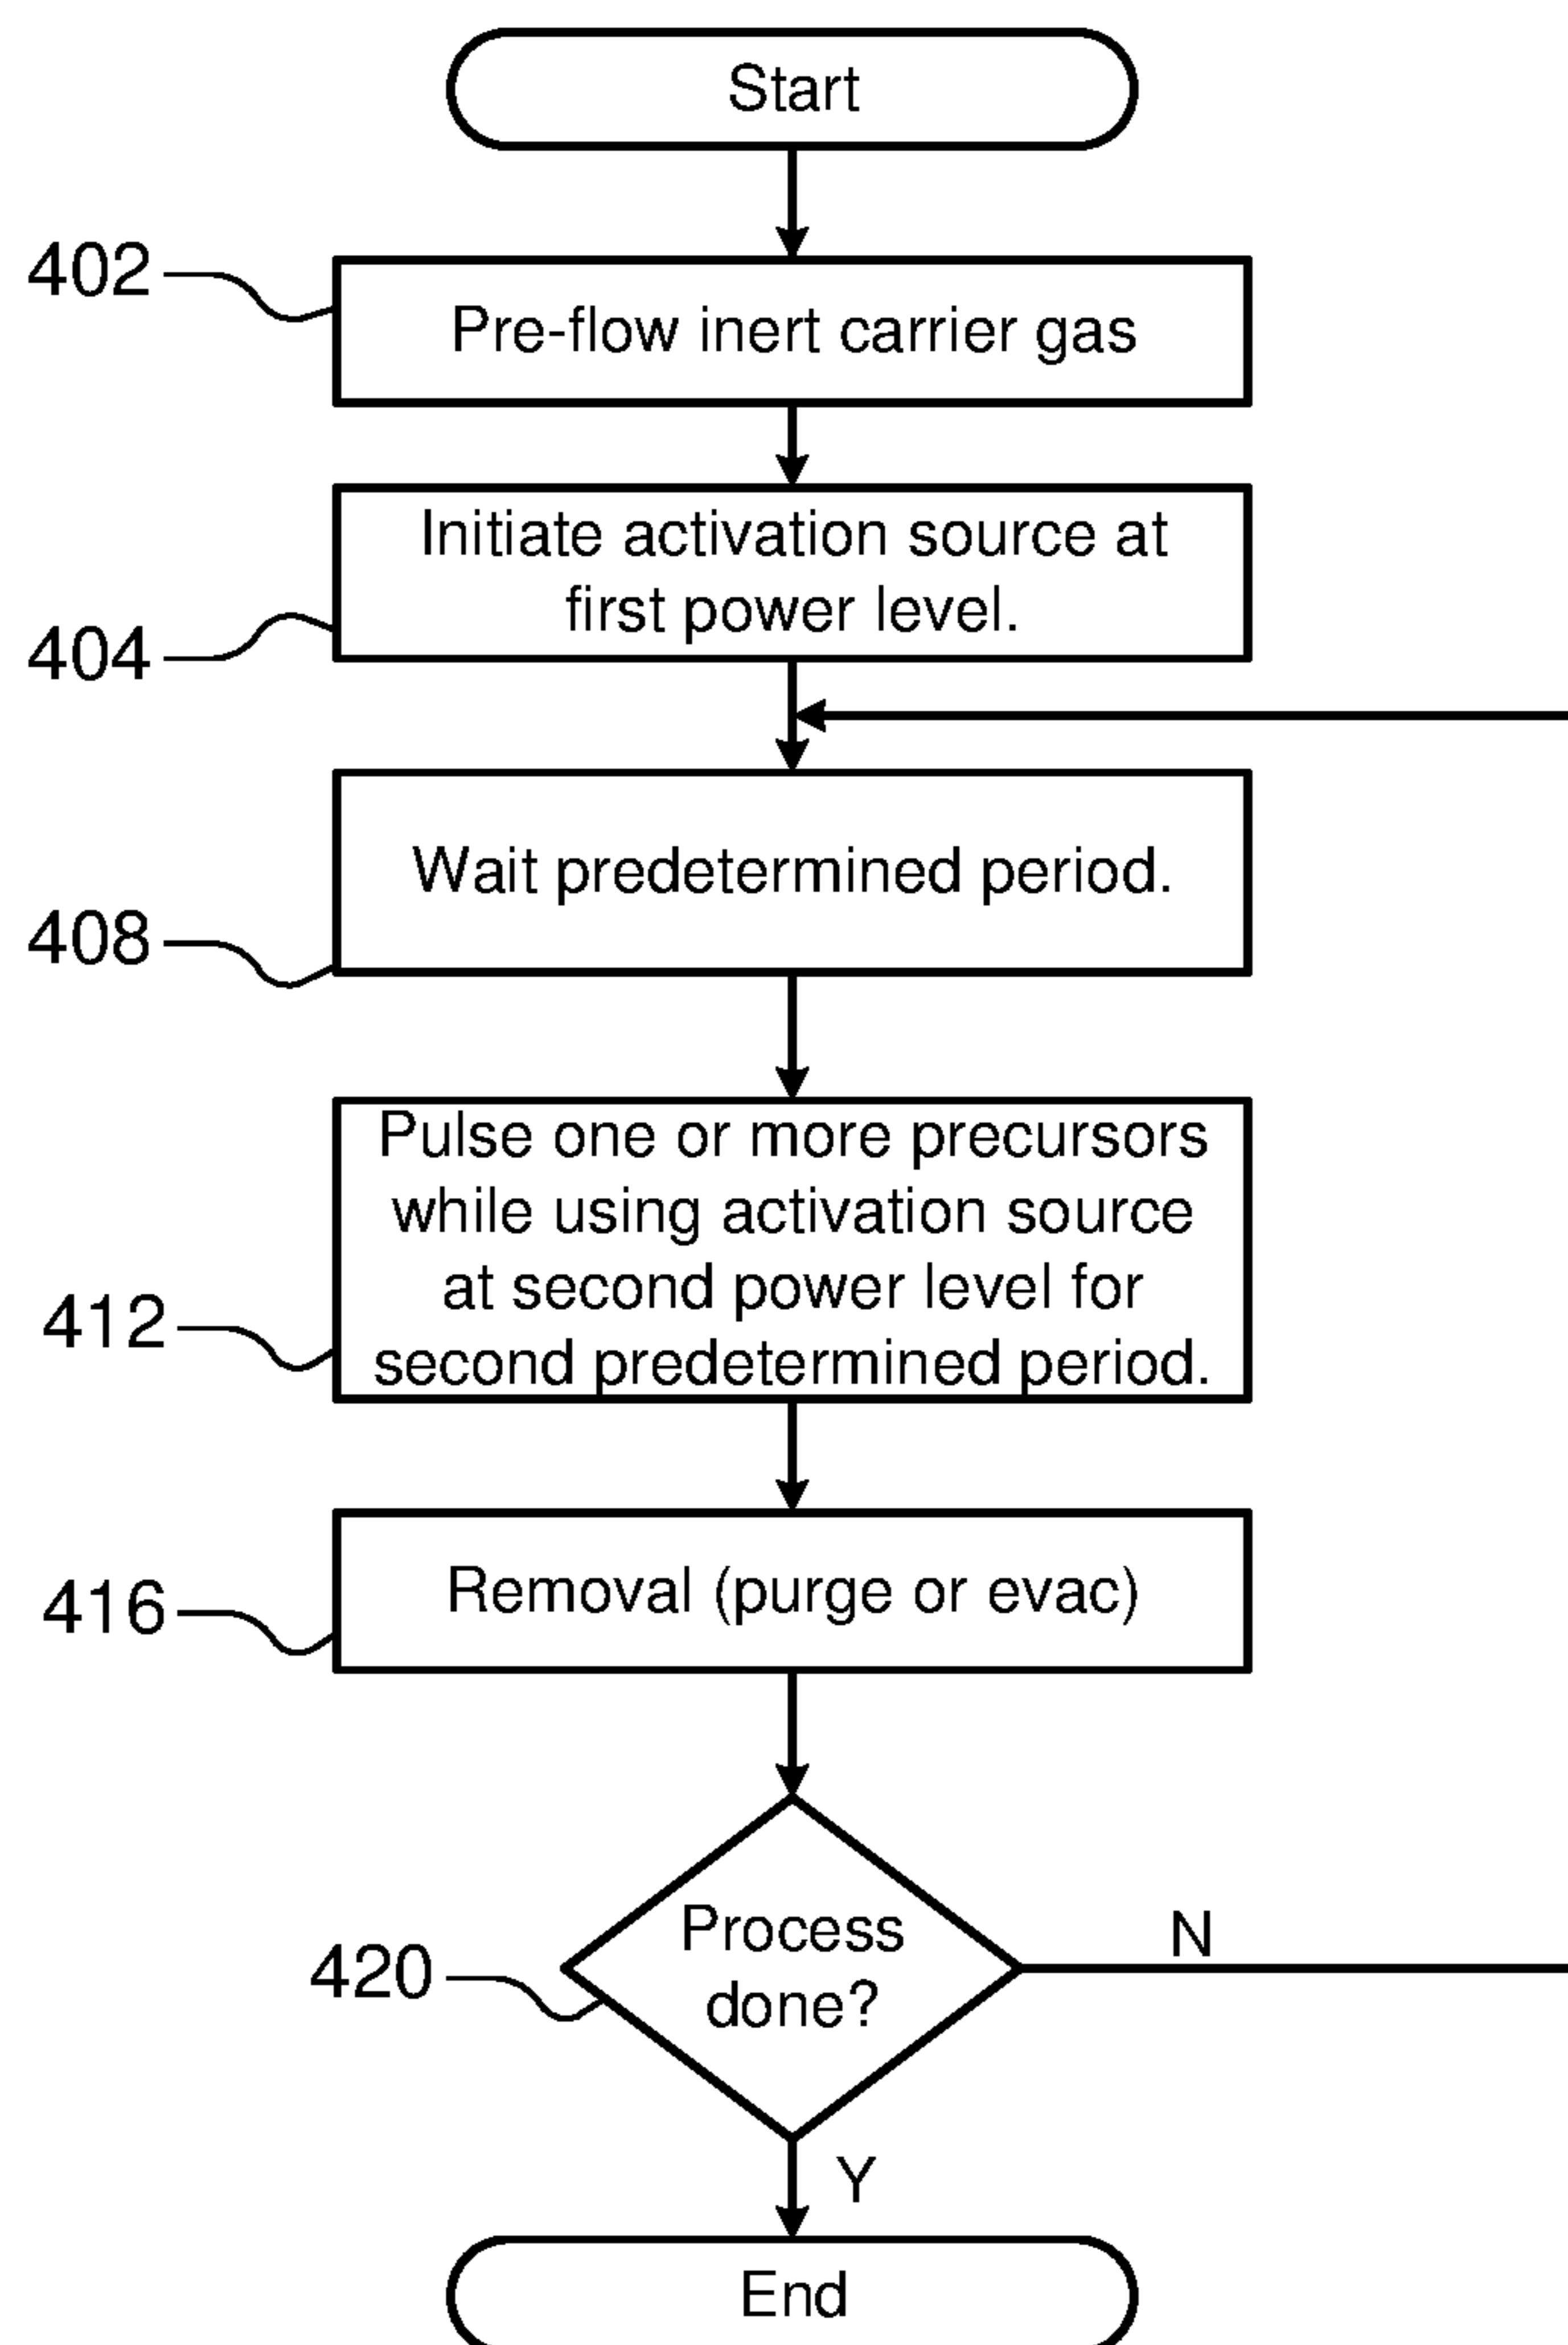 Start
402
Pre-flow inert carrier gas
Initiate activation source at
first power level.
404
Wait predetermined period.
408
Pulse one or more precursors
while using activation source
at second power level for
second predetermined period.
412
Removal (purge or evac)
416
Process
done?
N
420
Y
End